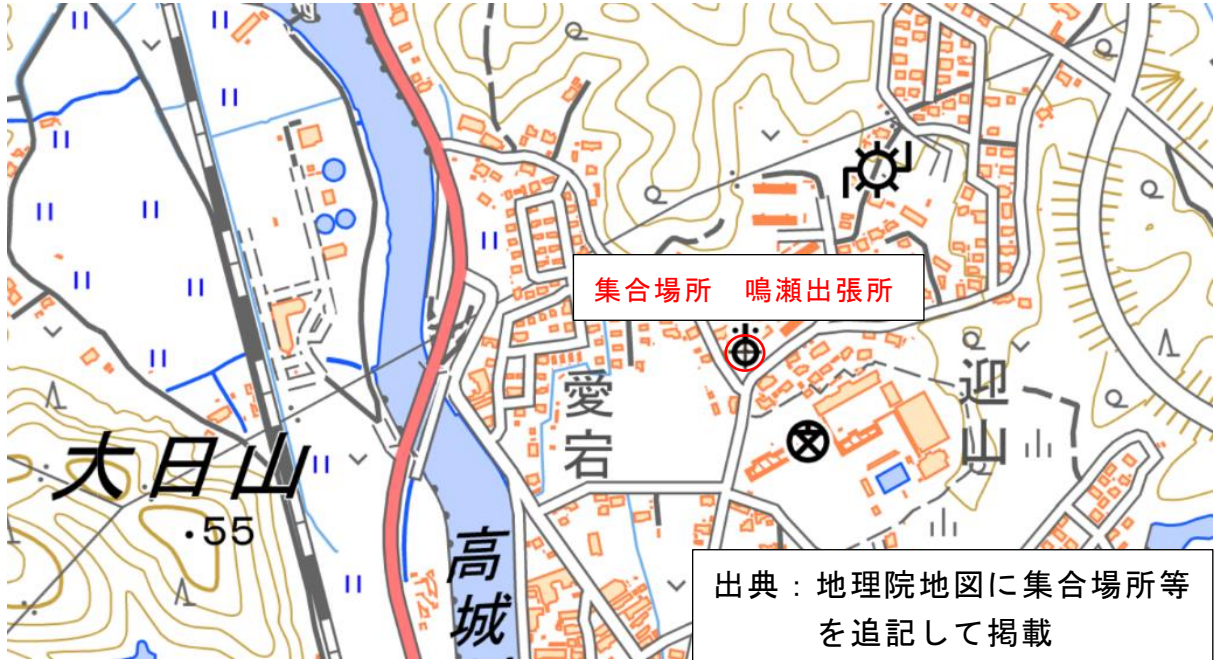 集合場所 鳴瀬出張所
愛宕
迎山
大日山
・55
高城
出典：地理院地図に集合場所等
を追記して掲載